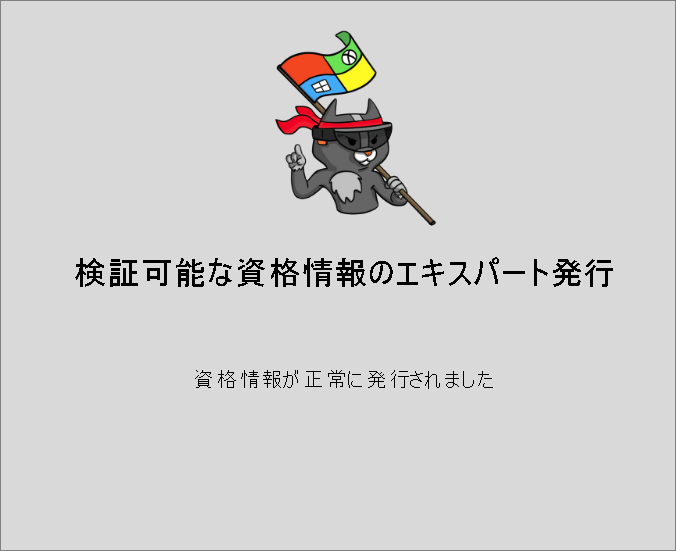 検証可能な資格情報のエキスパート発行
資格情報が正常に発行されました